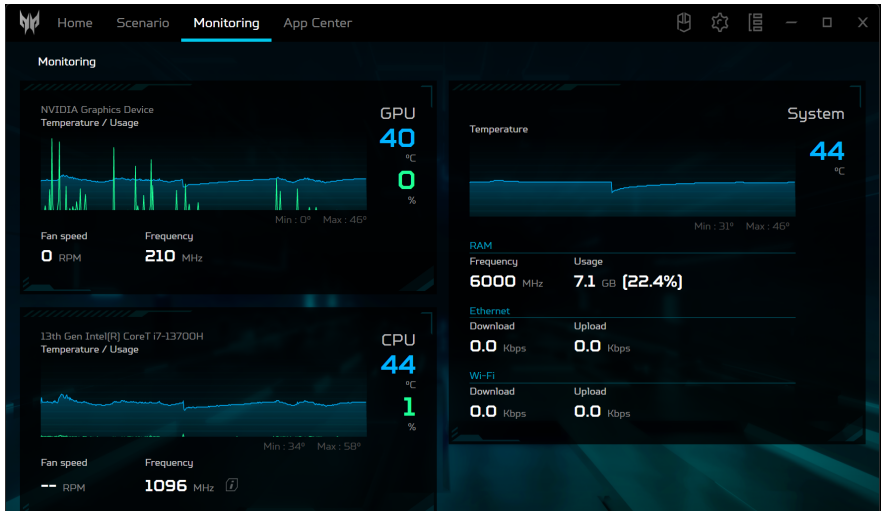 Home Scenario Monitoring App Center
Monitoring
NVIDIA Graphics Device
Temperature / Usage
GPU
40
°C
0
%
Min : 0° Max : 46°
Fan speed Frequency
0 RPM 210 MHz
13th Gen Intel(R) CoreT i7-13700H
Temperature / Usage
CPU
44
°C
1
%
Min : 34° Max : 58°
Fan speed Frequency
-- RPM 1096 MHz i
System
Temperature
44
°C
Min : 31° Max : 46°
RAM
Frequency Usage
6000 MHz 7.1 GB (22.4%)
Ethernet
Download Upload
0.0 Kbps 0.0 Kbps
Wi-Fi
Download Upload
0.0 Kbps 0.0 Kbps